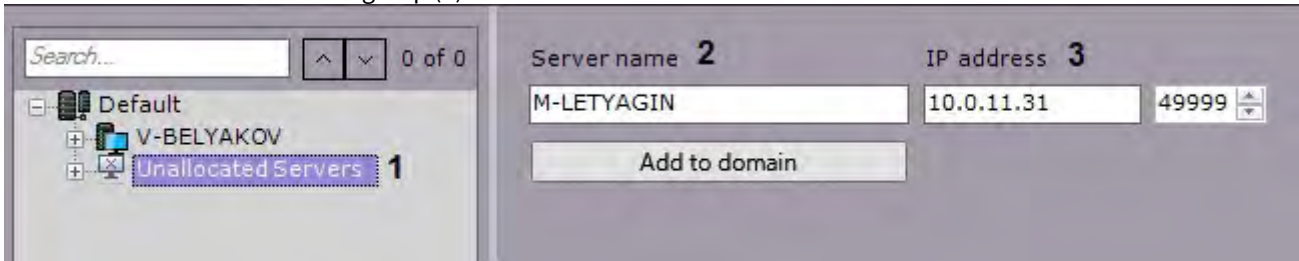 Search...
0 of 0
Default
V-BELYAKOV
Unallocated Servers 1
Server name 2
IP address 3
M-LETYAGIN
10.0.11.31
49999
Add to domain